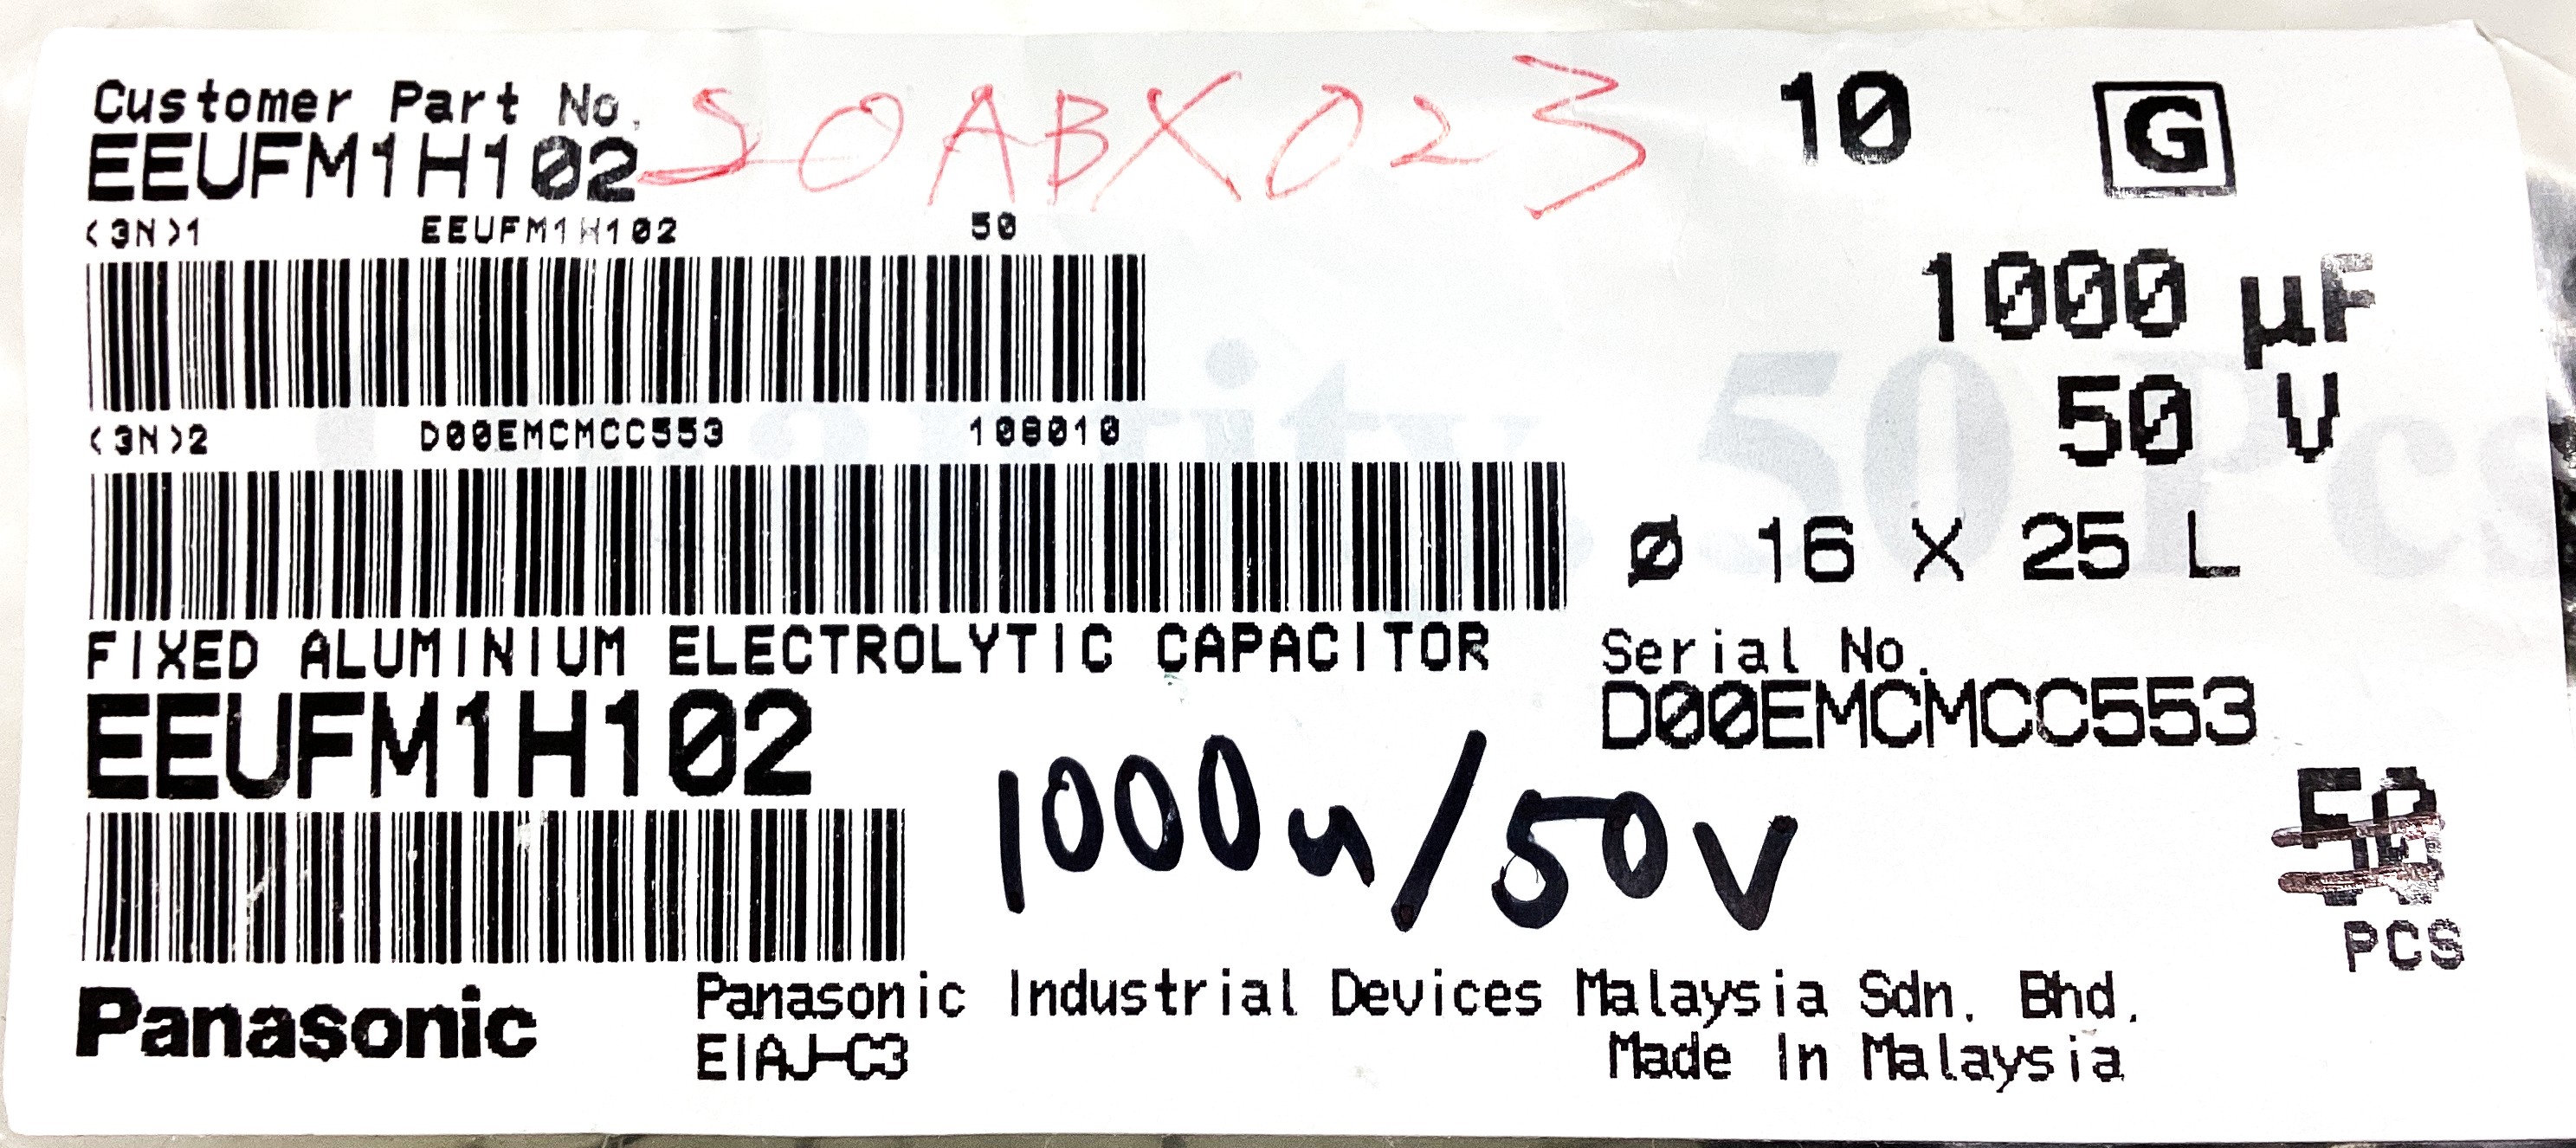 Customer Part No.
EEUFM1H102 SOABX023 10 G
(3N)1 EEUFM1H102 50
1000 µF
50 V
(3N)2 D00EMCMCC553 108010
ø 16 X 25 L
FIXED ALUMINIUM ELECTROLYTIC CAPACITOR
Serial No.
D00EMCMCC553
EEUFM1H102
1000u/50V
50
PCS
Panasonic
Panasonic Industrial Devices Malaysia Sdn. Bhd.
EIAJ-C3 Made In Malaysia